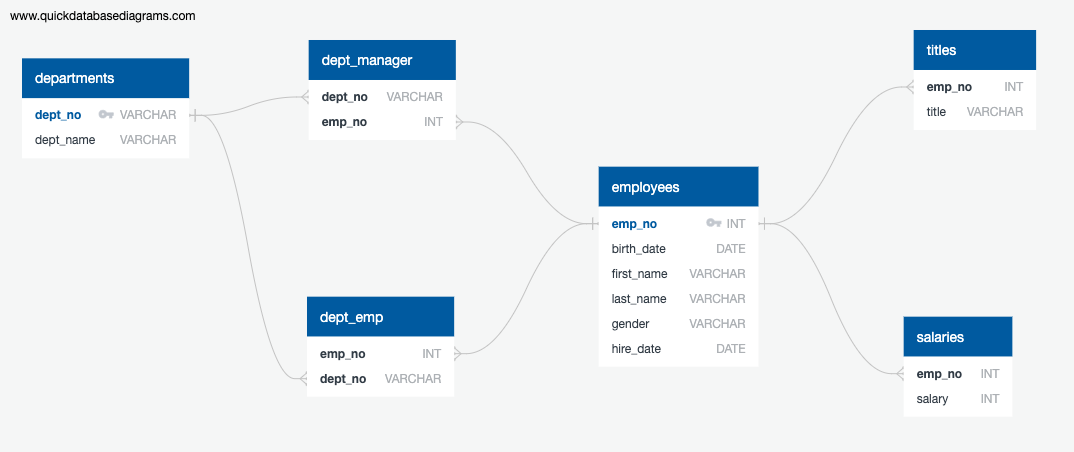 www.quickdatabasediagrams.com
departments
dept_no VARCHAR
dept_name VARCHAR
dept_manager
dept_no VARCHAR
emp_no INT
dept_emp
emp_no INT
dept_no VARCHAR
employees
emp_no INT
birth_date DATE
first_name VARCHAR
last_name VARCHAR
gender VARCHAR
hire_date DATE
titles
emp_no INT
title VARCHAR
salaries
emp_no INT
salary INT